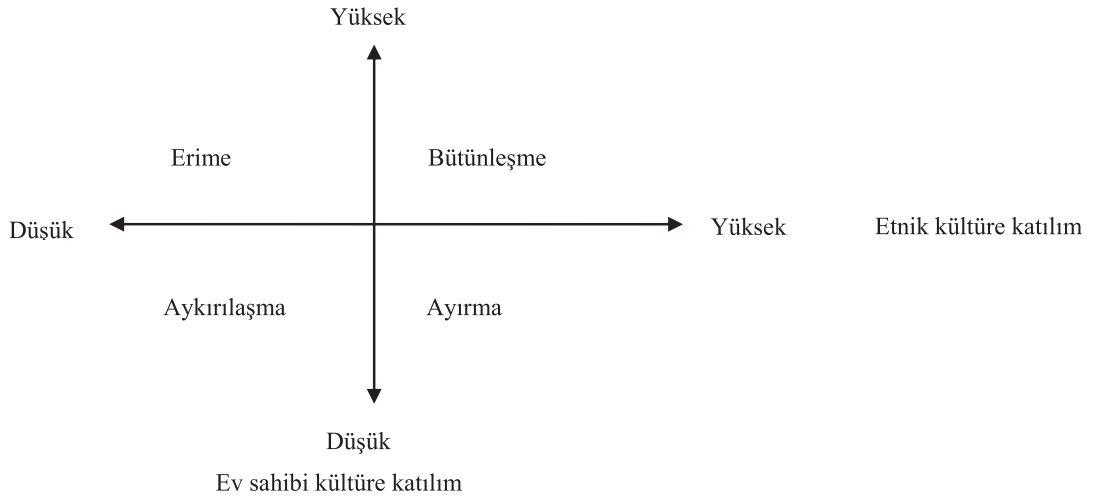 Yüksek
Erime
Bütünleşme
Düşük
Yüksek
Etnik kültüre katılım
Aykırılaşma
Ayırma
Düşük
Ev sahibi kültüre katılım